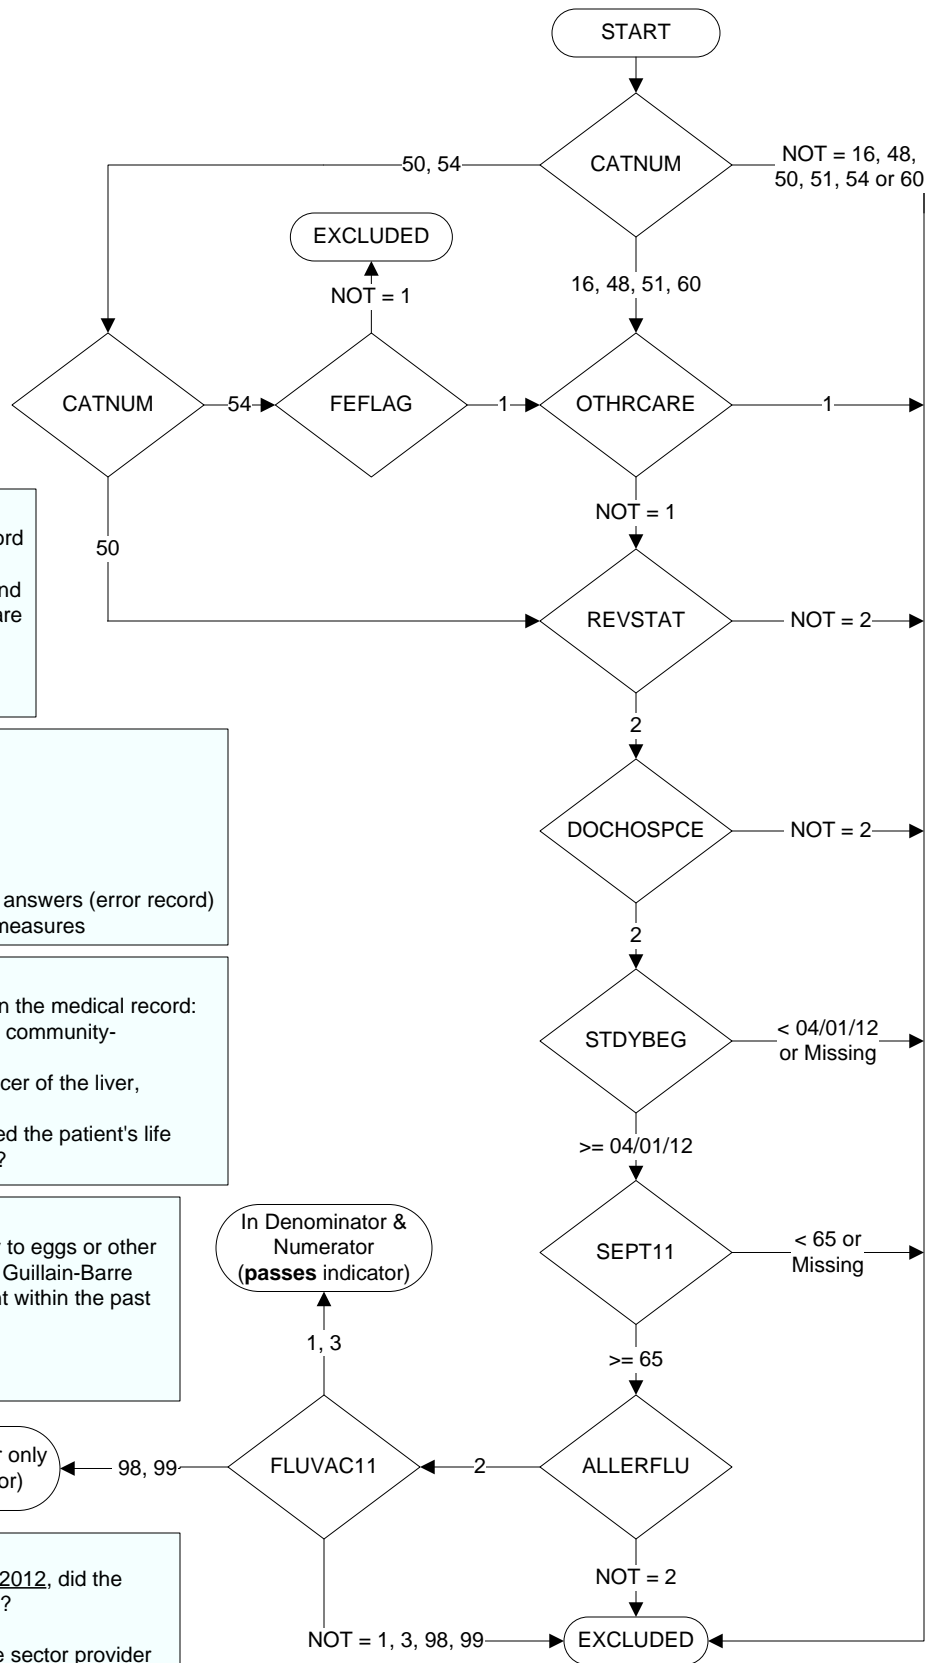 START
CATNUM
50, 54
NOT = 16, 48,
50, 51, 54 or 60
EXCLUDED
NOT = 1
16, 48, 51, 60
CATNUM
54
FEFLAG
1
OTHRCARE
1
NOT = 1
50
REVSTAT
NOT = 2
2
DOCHOSPCE
NOT = 2
2
STDYBEG
< 04/01/12
or Missing
>= 04/01/12
SEPT11
< 65 or
Missing
>= 65
ALLERFLU
2
FLUVAC11
1, 3
In Denominator &
Numerator
(passes indicator)
98, 99
only
or)
NOT = 2
NOT = 1, 3, 98, 99
EXCLUDED
answers (error record)
measures
n the medical record:
community-
cer of the liver,
ed the patient's life
?
to eggs or other
Guillain-Barre
t within the past
2012, did the
?
e sector provider